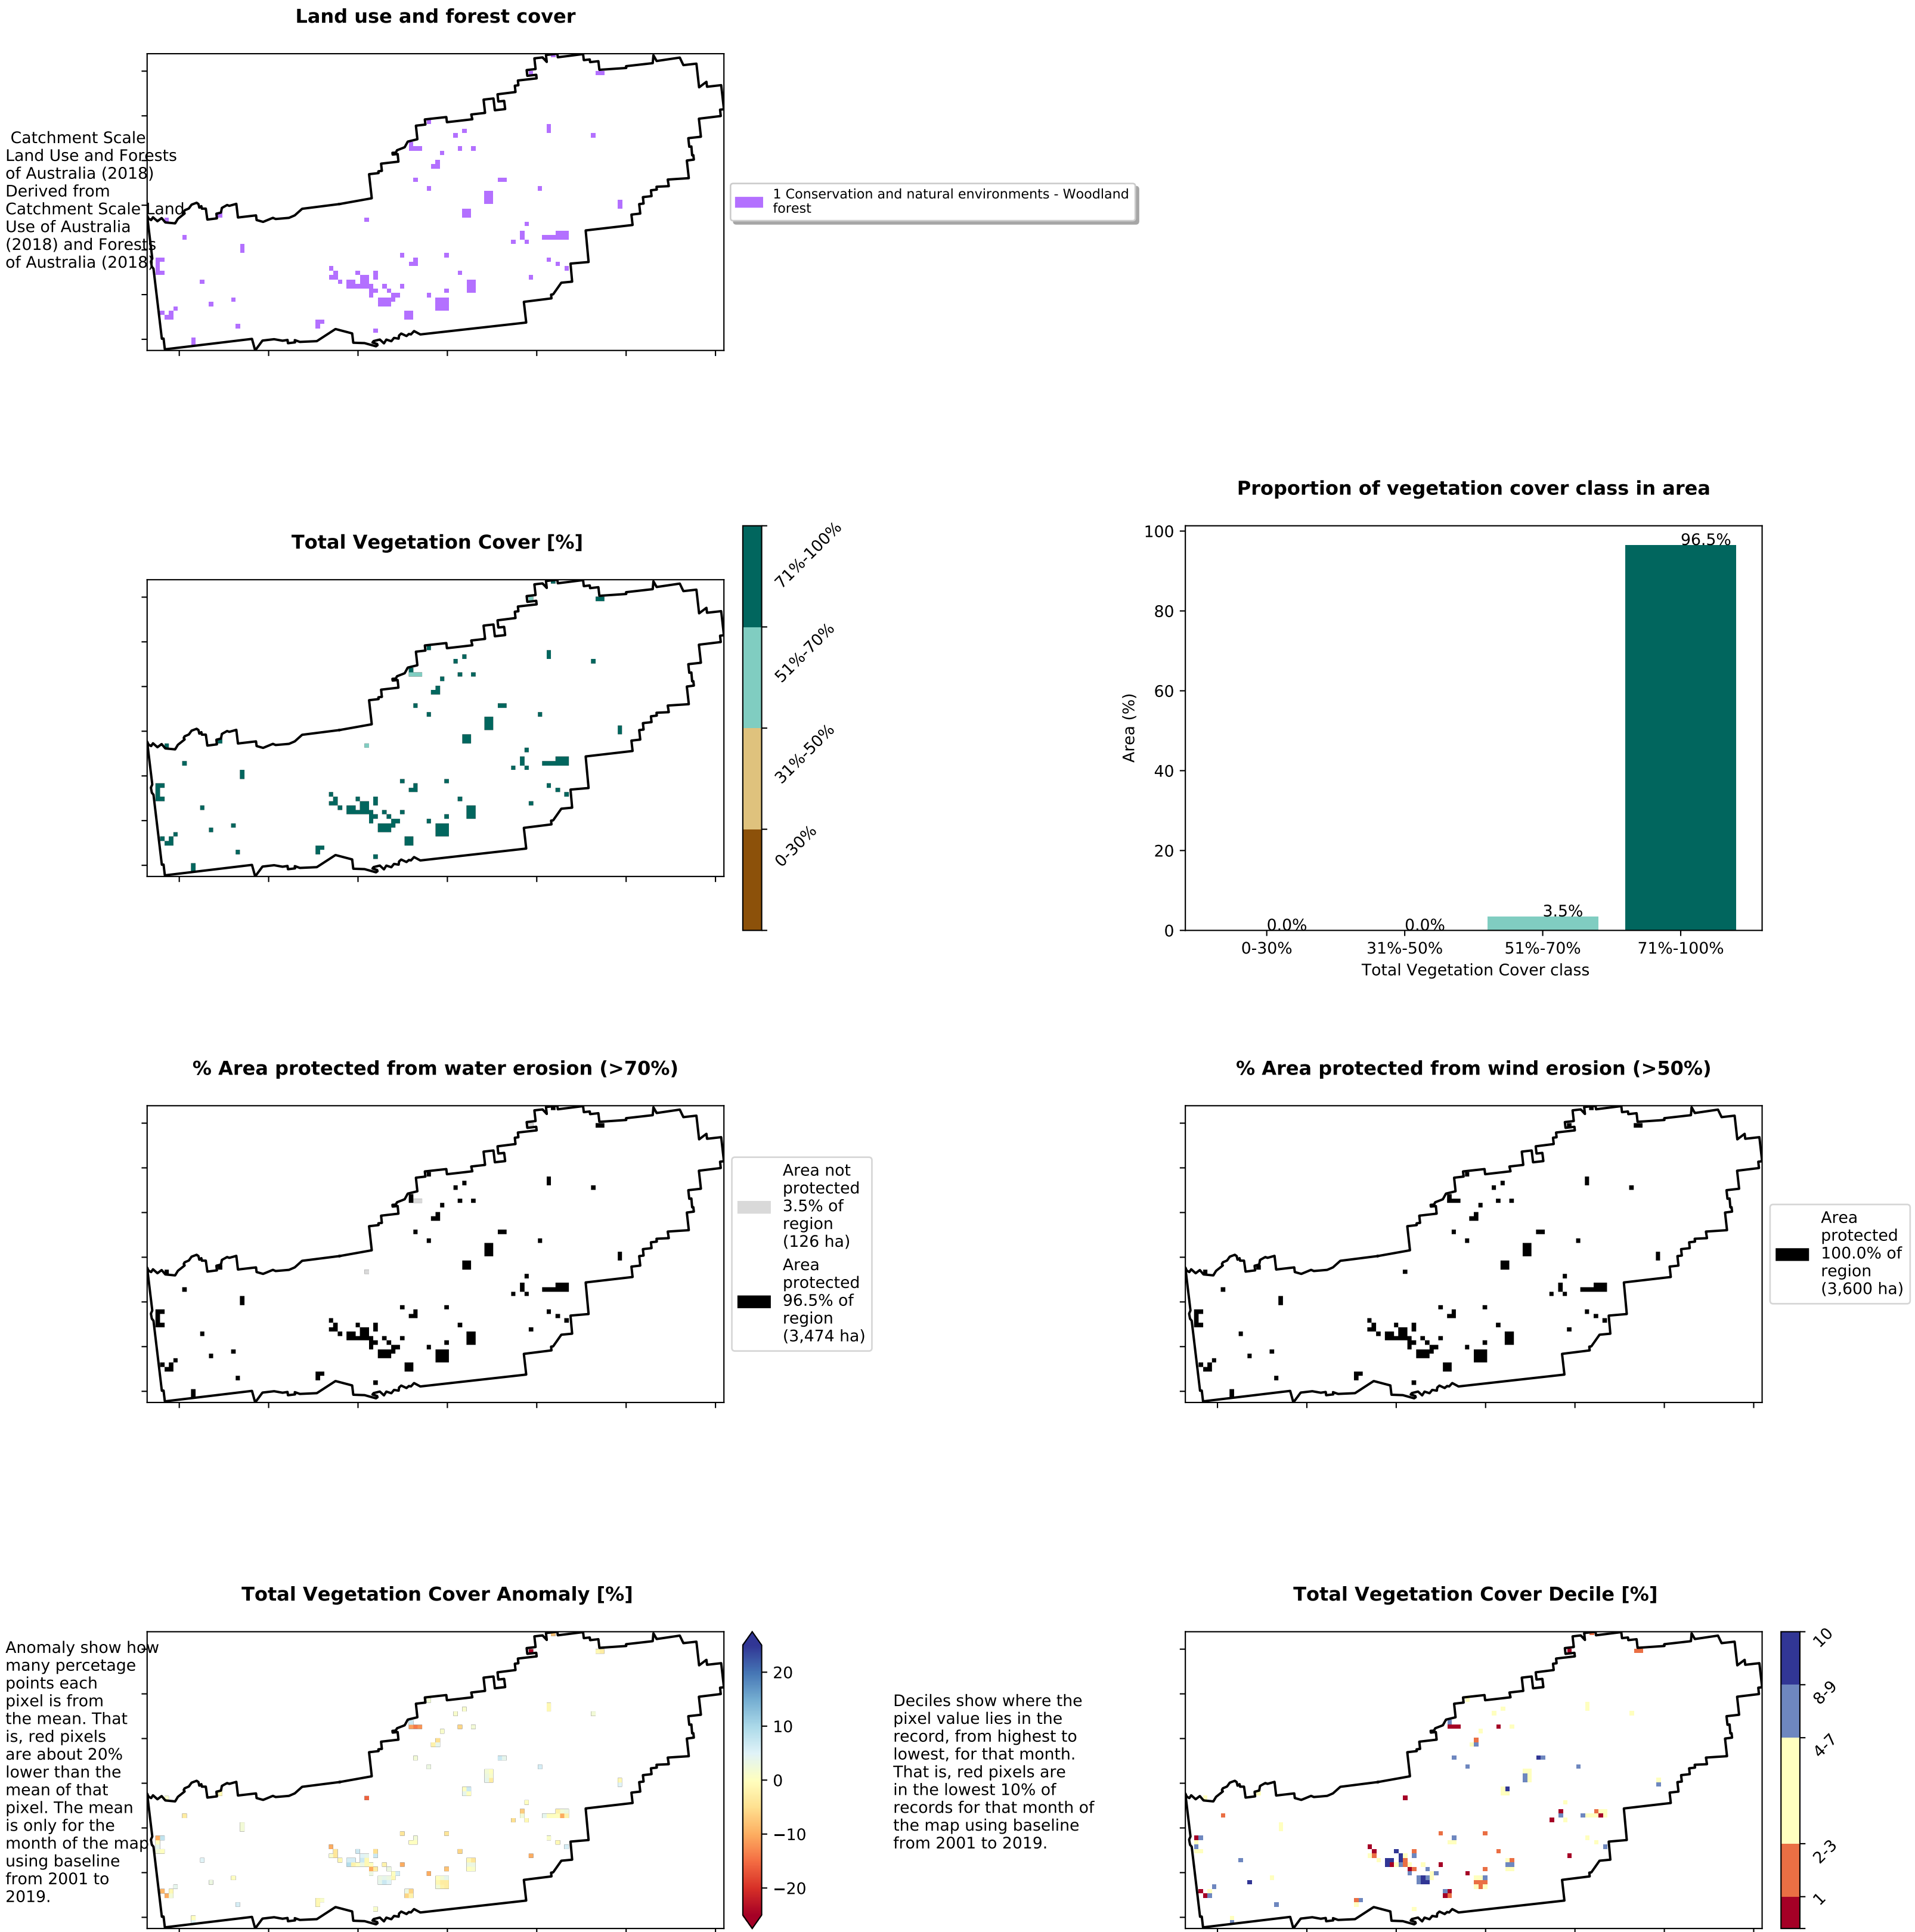 Land use and forest cover
Catchment Scale
Land Use and Forests
of Australia (2018)
Derived from
Catchment Scale Land
Use of Australia
(2018) and Forests
of Australia (2018)
1 Conservation and natural environments - Woodland
forest
Total Vegetation Cover [%]
71%-100%
51%-70%
31%-50%
0-30%
Proportion of vegetation cover class in area
100
80
60
40
20
0
Area (%)
0.0%
0.0%
3.5%
96.5%
0-30%
31%-50%
51%-70%
71%-100%
Total Vegetation Cover class
% Area protected from water erosion (>70%)
Area not
protected
3.5% of
region
(126 ha)
Area
protected
96.5% of
region
(3,474 ha)
% Area protected from wind erosion (>50%)
Area
protected
100.0% of
region
(3,600 ha)
Total Vegetation Cover Anomaly [%]
Anomaly show how
many percetage
points each
pixel is from
the mean. That
is, red pixels
are about 20%
lower than the
mean of that
pixel. The mean
is only for the
month of the map
using baseline
from 2001 to
2019.
20
10
0
−10
−20
Total Vegetation Cover Decile [%]
Deciles show where the
pixel value lies in the
record, from highest to
lowest, for that month.
That is, red pixels are
in the lowest 10% of
records for that month of
the map using baseline
from 2001 to 2019.
10
8-9
4-7
2-3
1